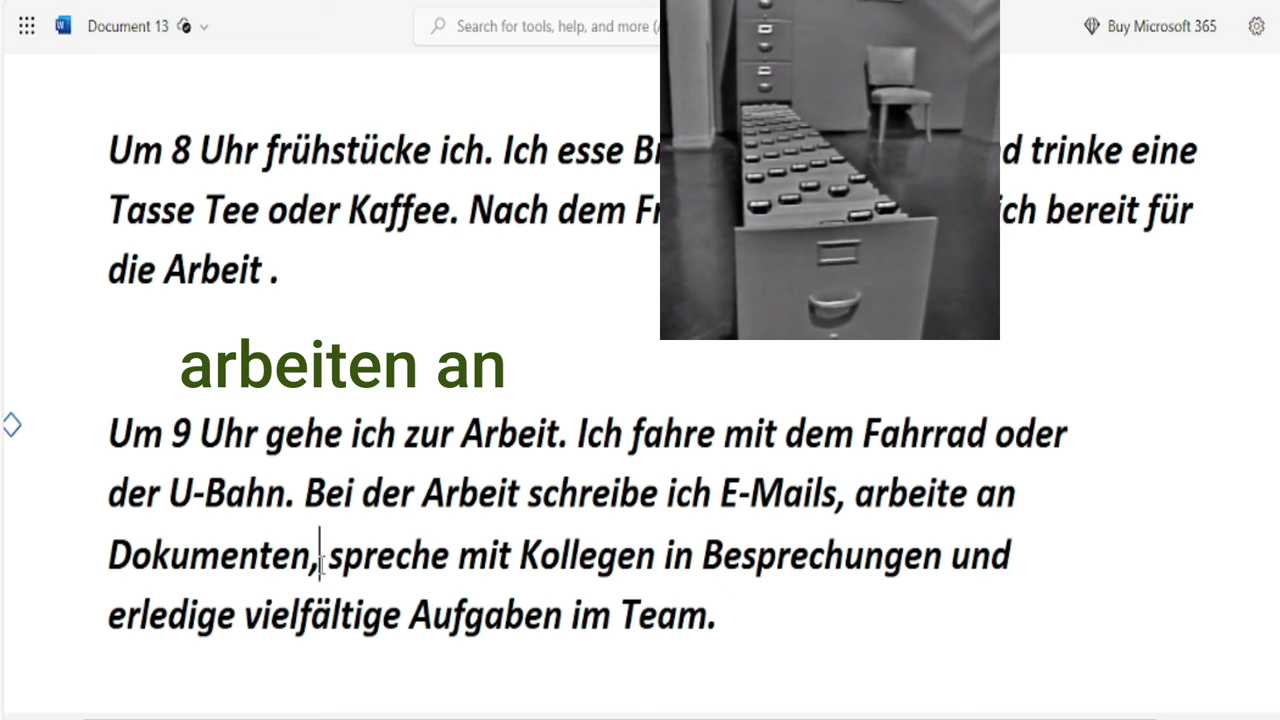 Document 13
Search for tools, help, and more
Buy Microsoft 365
Um 8 Uhr frühstücke ich. Ich esse trinke eine
Tasse Tee oder Kaffee. Nach dem ich bereit für
die Arbeit .
arbeiten an
Um 9 Uhr gehe ich zur Arbeit. Ich fahre mit dem Fahrrad oder
der U-Bahn. Bei der Arbeit schreibe ich E-Mails, arbeite an
Dokumenten, spreche mit Kollegen in Besprechungen und
erledige vielfältige Aufgaben im Team.